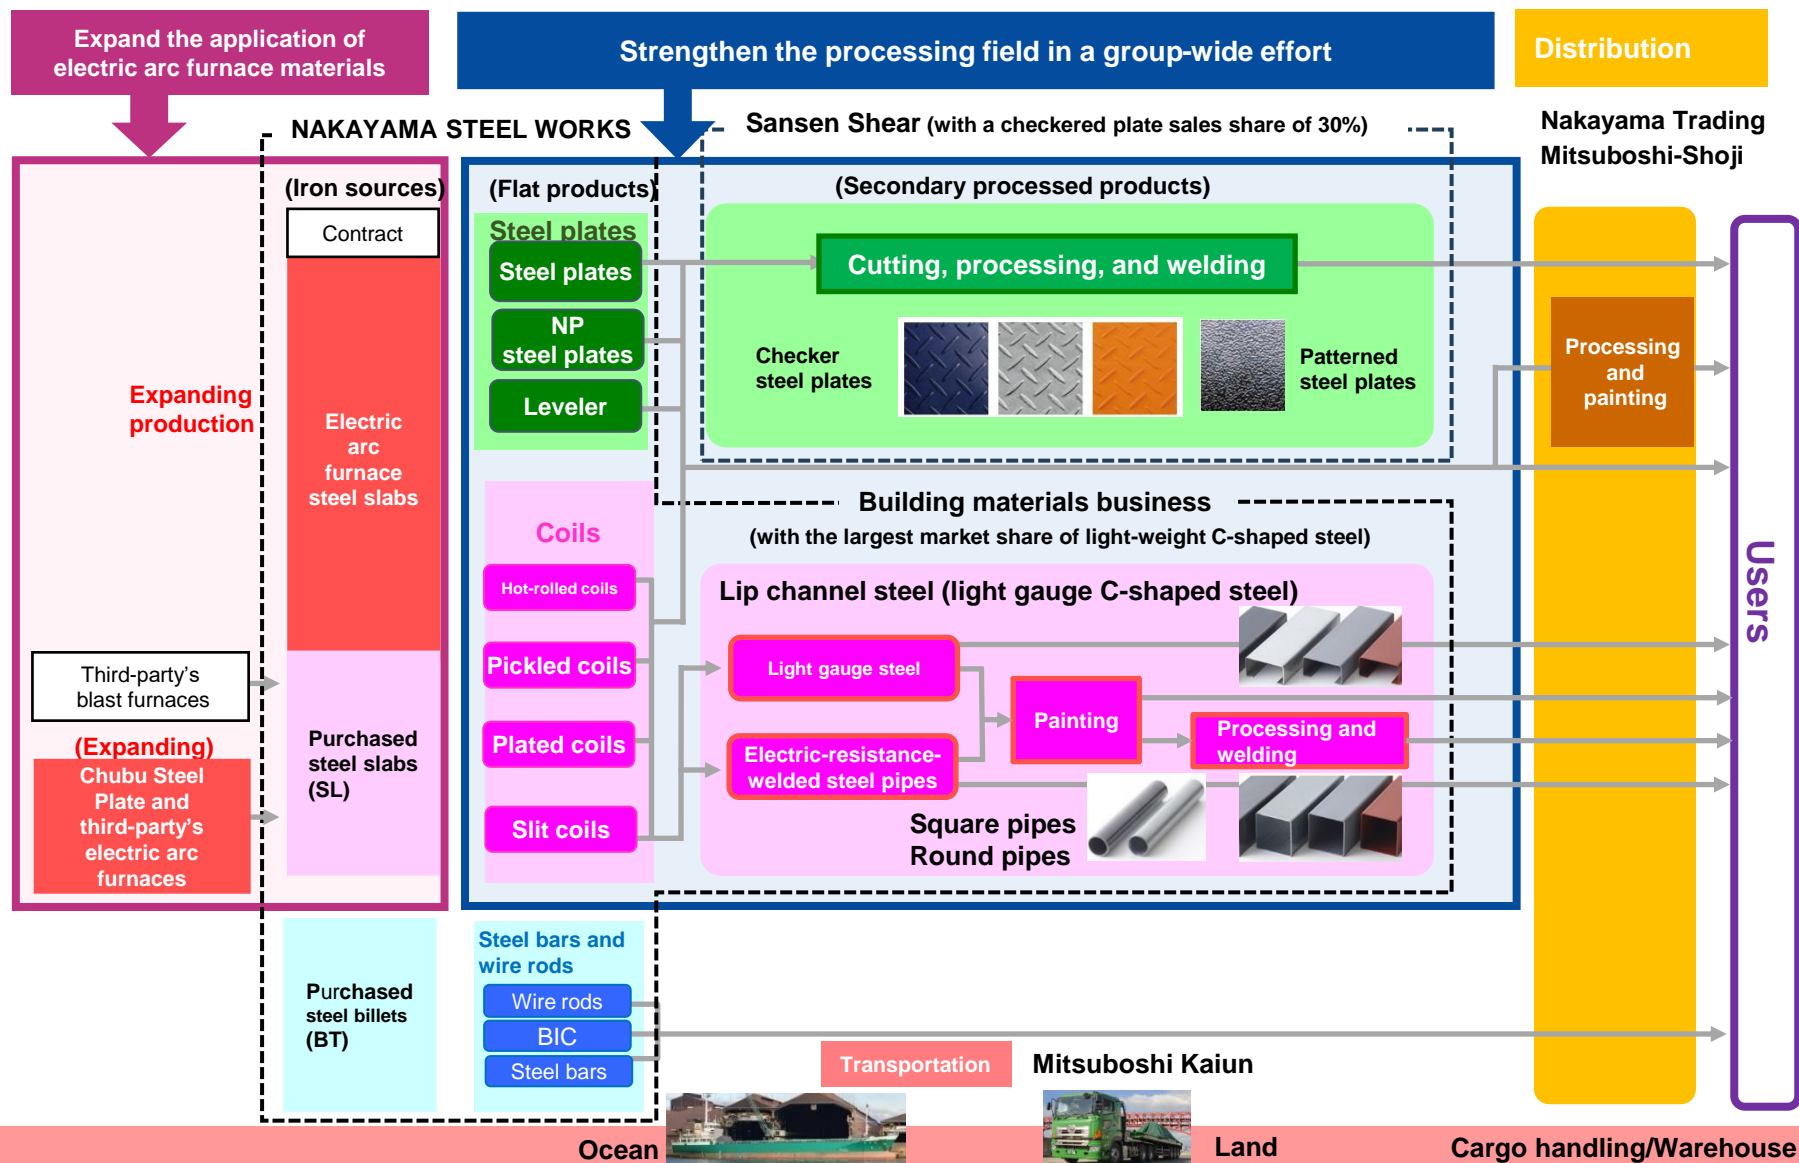 Expand the application of
electric arc furnace materials
Strengthen the processing field in a group-wide effort
Distribution
NAKAYAMA STEEL WORKS
Sansen Shear (with a checkered plate sales share of 30%)
Nakayama Trading
Mitsuboshi-Shoji
(Iron sources)
(Flat products)
(Secondary processed products)
Contract
Steel plates
Steel plates
NP
steel plates
Leveler
Cutting, processing, and welding
Checker
steel plates
Patterned
steel plates
Processing
and
painting
Expanding
production
Electric
arc
furnace
steel slabs
Building materials business
(with the largest market share of light-weight C-shaped steel)
Coils
Hot-rolled coils
Pickled coils
Plated coils
Slit coils
Lip channel steel (light gauge C-shaped steel)
Light gauge steel
Electric-resistance-
welded steel pipes
Painting
Processing and
welding
Square pipes
Round pipes
Users
Third-party's
blast furnaces
(Expanding)
Chubu Steel
Plate and
third-party's
electric arc
furnaces
Purchased
steel slabs
(SL)
Purchased
steel billets
(BT)
Steel bars and
wire rods
Wire rods
BIC
Steel bars
Transportation
Mitsuboshi Kaiun
Ocean
Land
Cargo handling/Warehouse